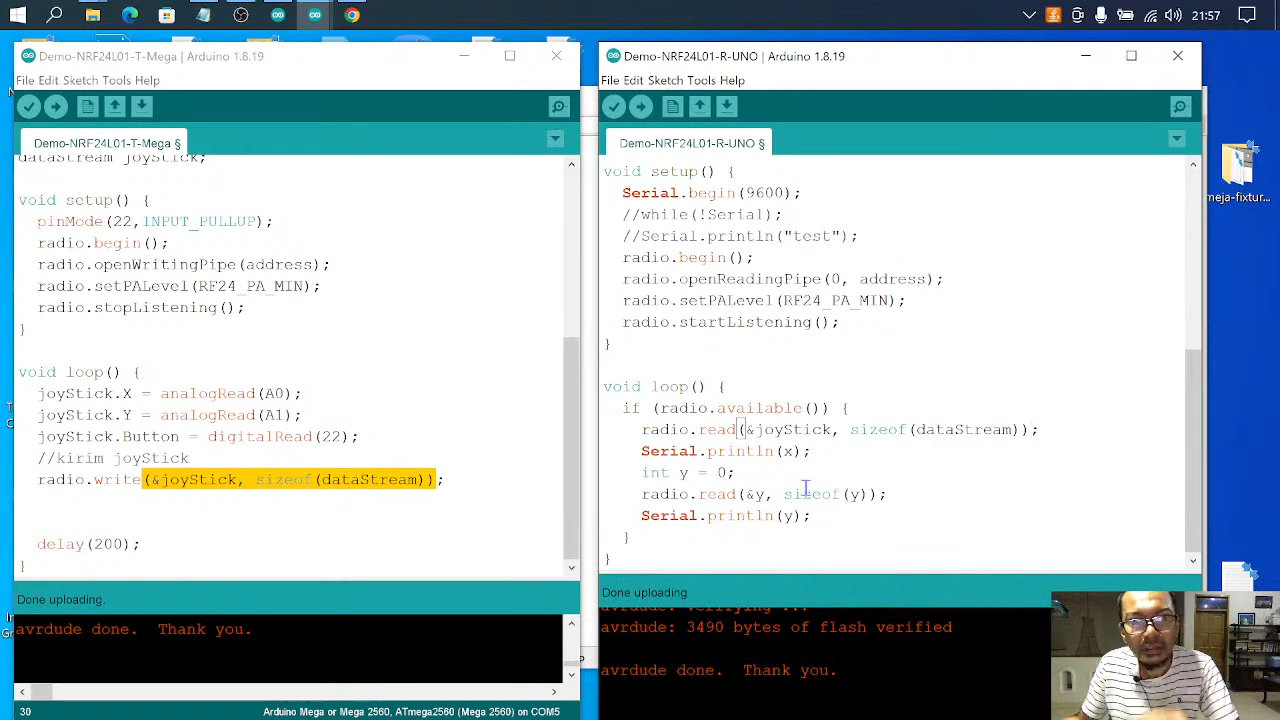 21:57
Demo-NRF24L01-T-Mega | Arduino 1.8.19
File Edit Sketch Tools Help
Demo-NRF24L01-T-Mega §
dataStream joyStick;
void setup() {
pinMode(22,INPUT_PULLUP);
radio.begin();
radio.openWritingPipe(address);
radio.setPALevel(RF24_PA_MIN);
radio.stopListening();
}
void loop() {
joyStick.X = analogRead(A0);
joyStick.Y = analogRead(A1);
joyStick.Button = digitalRead(22);
//kirim joyStick
radio.write(&joyStick, sizeof(dataStream));
delay(200);
}
Done uploading.
avrdude done.  Thank you.
30
Arduino Mega or Mega 2560, ATmega2560 (Mega 2560) on COM5
Demo-NRF24L01-R-UNO | Arduino 1.8.19
File Edit Sketch Tools Help
Demo-NRF24L01-R-UNO §
void setup() {
Serial.begin(9600);
//while(!Serial);
//Serial.println("test");
radio.begin();
radio.openReadingPipe(0, address);
radio.setPALevel(RF24_PA_MIN);
radio.startListening();
}
void loop() {
if (radio.available()) {
radio.read(&joyStick, sizeof(dataStream));
Serial.println(x);
int y = 0;
radio.read(&y, sizeof(y));
Serial.println(y);
}
}
Done uploading
avrdude: verifying ...
avrdude: 3490 bytes of flash verified
avrdude done.  Thank you.
meja-fixtur...